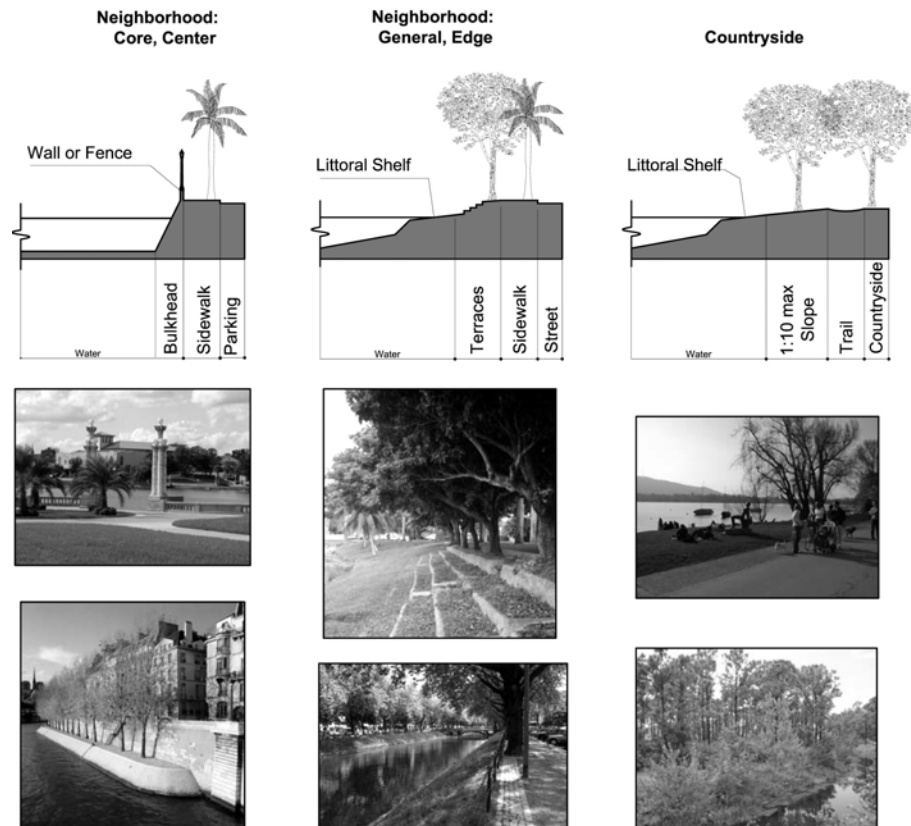 Neighborhood:
Core, Center
Wall or Fence
Water
Bulkhead
Sidewalk
Parking
Neighborhood:
General, Edge
Littoral Shelf
Water
Terraces
Sidewalk
Street
Countryside
Littoral Shelf
Water
1:10 max
Slope
Trail
Countryside